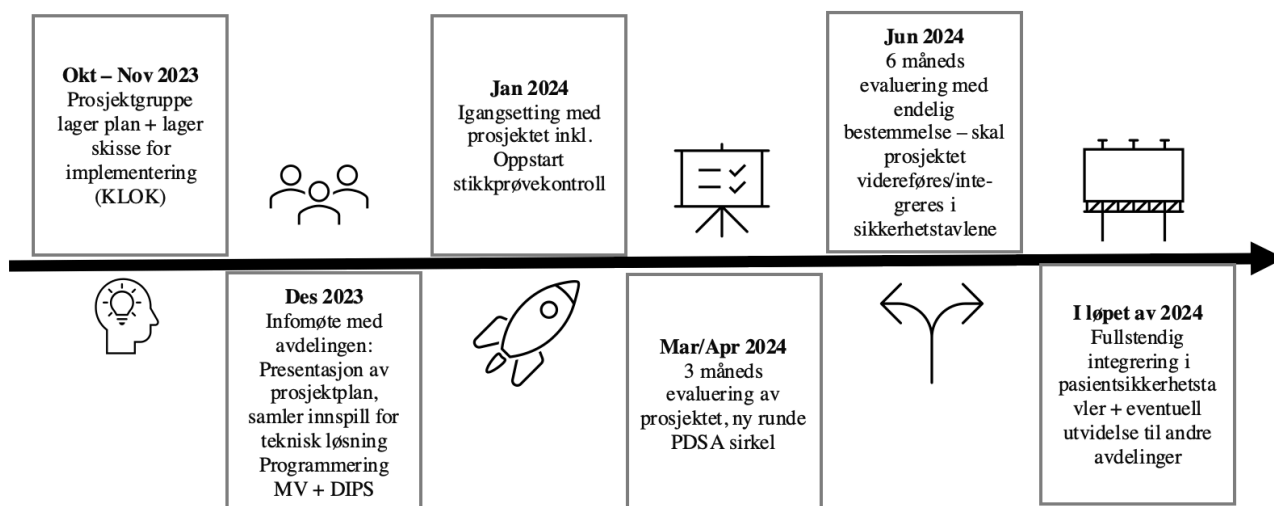 Okt – Nov 2023
Prosjektgruppe
lager plan + lager
skisse for
implementering
(KLOK)
Des 2023
Infomøte med
avdelingen:
Presentasjon av
prosjektplan,
samler innspill for
teknisk løsning
Programmering
MV + DIPS
Jan 2024
Igangsetting med
prosjektet inkl.
Oppstart
stikkprøvekontroll
Mar/Apr 2024
3 måneds
evaluering av
prosjektet, ny runde
PDSA sirkel
Jun 2024
6 måneds
evaluering med
endelig
bestemmelse – skal
prosjektet
videreføres/inte-
greres i
sikkerhetstavlene
I løpet av 2024
Fullstendig
integrering i
pasientsikkerhetsta
vler + eventuell
utvidelse til andre
avdelinger